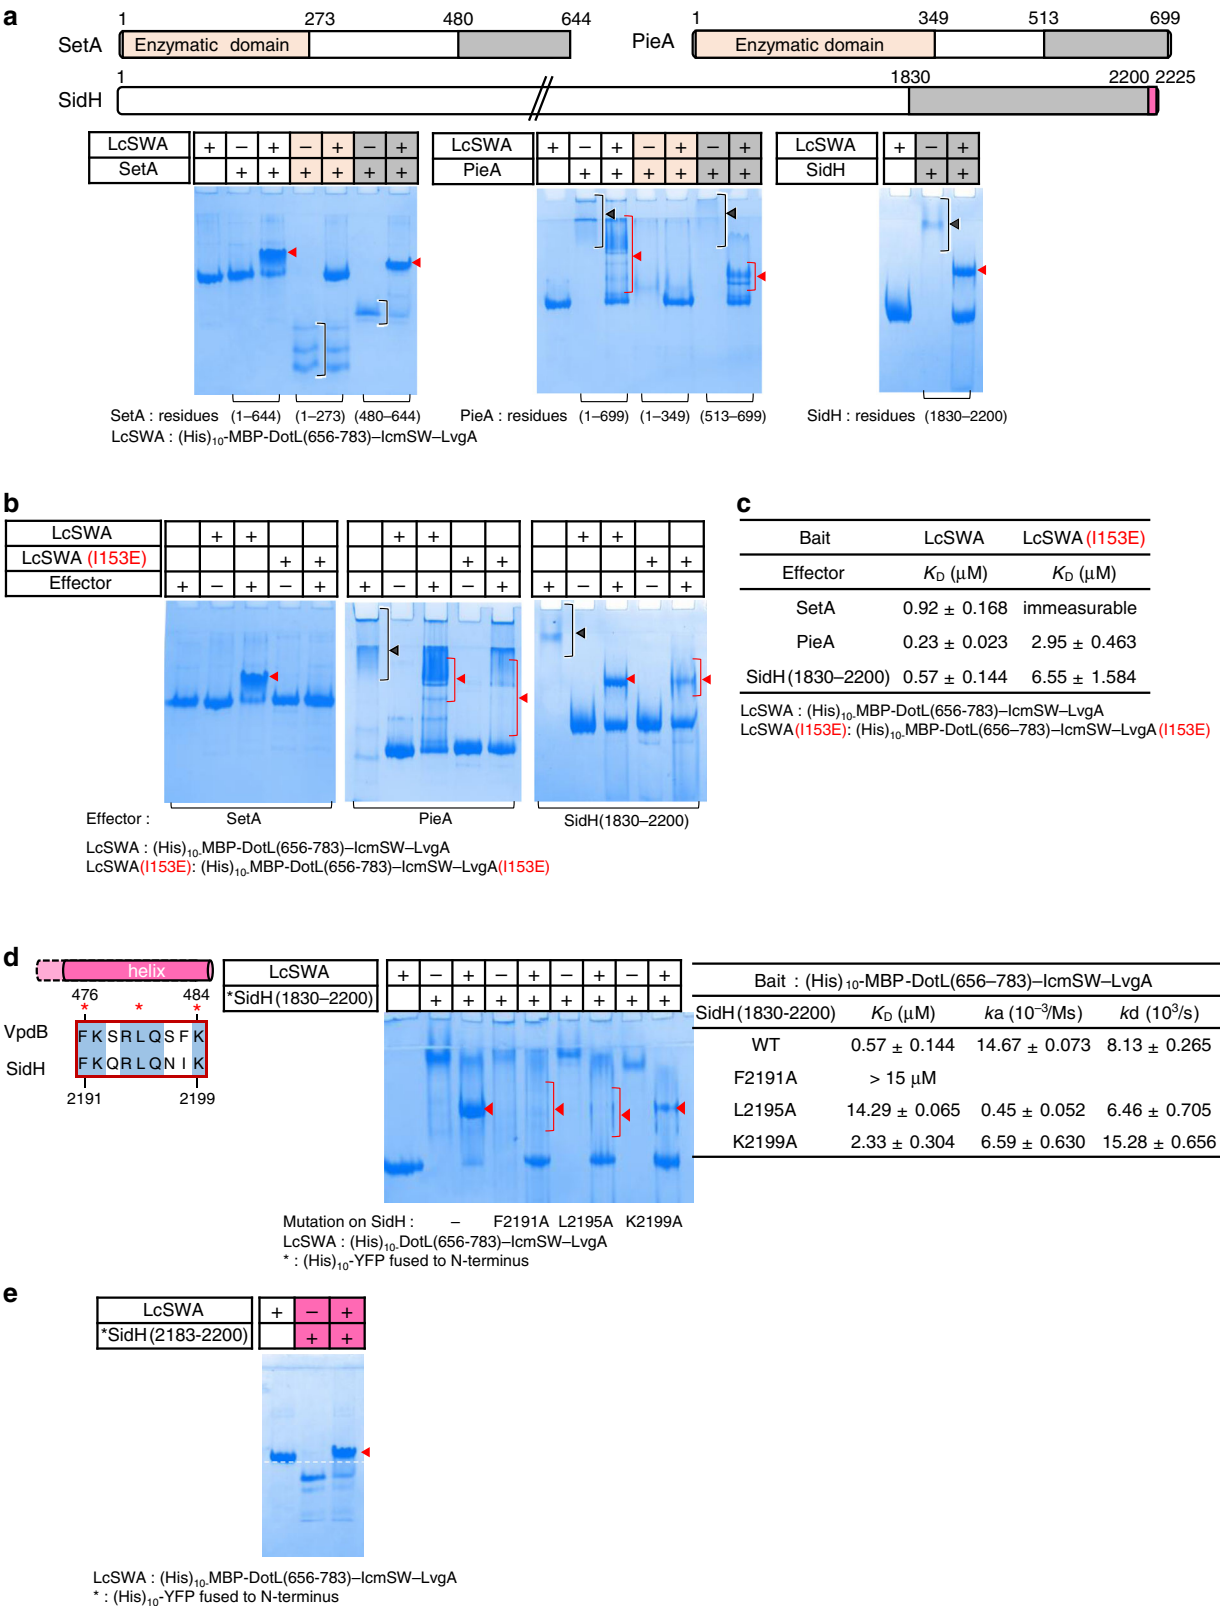 a
1 273 480 644
SetA Enzymatic domain
1 349 513 699
PieA Enzymatic domain
1 1830 2200 2225
SidH
LcSWA + – + – + – +
SetA + + + + + +
LcSWA + – + – + – +
PieA + + + + + +
LcSWA + – +
SidH + +
SetA : residues (1–644) (1–273) (480–644)
LcSWA : (His)10-MBP-DotL(656-783)–IcmSW–LvgA
PieA : residues (1–699) (1–349) (513–699)
SidH : residues (1830–2200)
b
LcSWA + + + + + +
LcSWA (I153E) + + + + + +
Effector + – + – + + – + – + + – + – +
Effector : SetA PieA SidH(1830–2200)
LcSWA : (His)10-MBP-DotL(656-783)–IcmSW–LvgA
LcSWA(I153E): (His)10-MBP-DotL(656-783)–IcmSW–LvgA(I153E)
c
Bait LcSWA LcSWA (I153E)
Effector KD (μM) KD (μM)
SetA 0.92 ± 0.168 immeasurable
PieA 0.23 ± 0.023 2.95 ± 0.463
SidH (1830–2200) 0.57 ± 0.144 6.55 ± 1.584
LcSWA : (His)10-MBP-DotL(656-783)–IcmSW–LvgA
LcSWA(I153E): (His)10-MBP-DotL(656–783)–IcmSW–LvgA(I153E)
d
helix
476 484
* * *
VpdB F K S R L Q S F K
SidH F K Q R L Q N I K
2191 2199
LcSWA + – + – + – + – +
*SidH (1830–2200) + + + + + + + +
Mutation on SidH : – F2191A L2195A K2199A
LcSWA : (His)10-DotL(656-783)–IcmSW–LvgA
* : (His)10-YFP fused to N-terminus
Bait : (His)10-MBP-DotL(656–783)–IcmSW–LvgA
SidH (1830-2200) KD (μM) ka (10–3/Ms) kd (103/s)
WT 0.57 ± 0.144 14.67 ± 0.073 8.13 ± 0.265
F2191A > 15 μM
L2195A 14.29 ± 0.065 0.45 ± 0.052 6.46 ± 0.705
K2199A 2.33 ± 0.304 6.59 ± 0.630 15.28 ± 0.656
e
LcSWA + – +
*SidH (2183-2200) + +
LcSWA : (His)10-MBP-DotL(656-783)–IcmSW–LvgA
* : (His)10-YFP fused to N-terminus